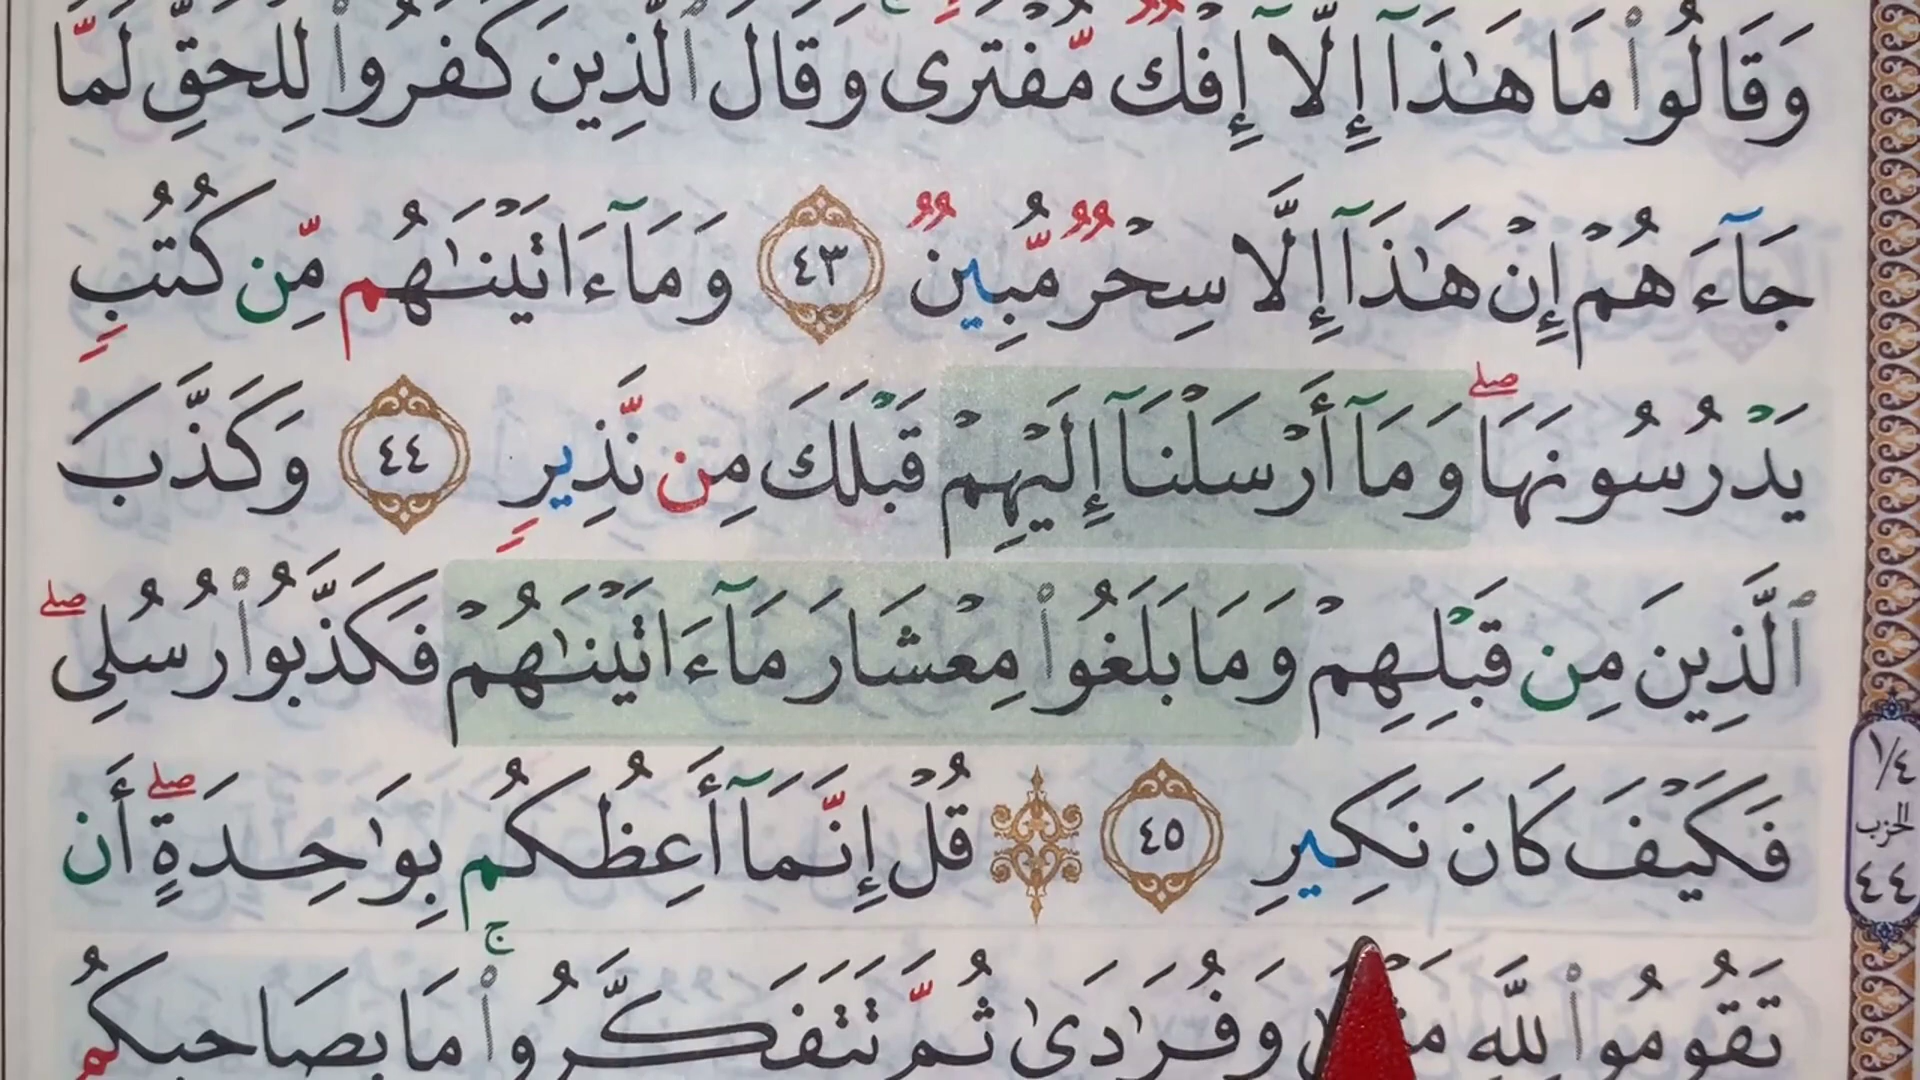 وَقَالُوا۟ مَا هَـٰذَآ إِلَّآ إِفْكٌ مُّفْتَرًى وَقَالَ ٱلَّذِينَ كَفَرُوا۟ لِلْحَقِّ لَمَّا
جَآءَهُمْ إِنْ هَـٰذَآ إِلَّا سِحْرٌ مُّبِينٌ ٤٣ وَمَآ ءَاتَيْنَـٰهُم مِّن كُتُبٍ
يَدْرُسُونَهَا ۖ وَمَآ أَرْسَلْنَآ إِلَيْهِمْ قَبْلَكَ مِن نَّذِيرٍ ٤٤ وَكَذَّبَ
ٱلَّذِينَ مِن قَبْلِهِمْ وَمَا بَلَغُوا۟ مِعْشَارَ مَآ ءَاتَيْنَـٰهُمْ فَكَذَّبُوا۟ رُسُلِى ۖ
فَكَيْفَ كَانَ نَكِيرِ ٤٥ ۞ قُلْ إِنَّمَآ أَعِظُكُم بِوَٰحِدَةٍ ۖ أَن
تَقُومُوا۟ لِلَّهِ وَفُرَٰدَىٰ ثُمَّ تَتَفَكَّرُوا۟ ۚ مَا بِصَاحِبِكُم
١/٤
الحزب
٤٤